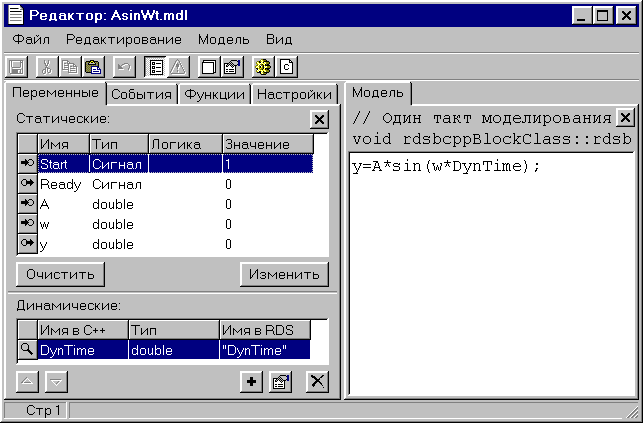 Редактор: AsinWt.mdl
Файл Редактирование Модель Вид
Переменные События Функции Настройки
Статические:
Имя Тип Логика Значение
Start Сигнал 1
Ready Сигнал 0
A double 0
w double 0
y double 0
Очистить Изменить
Динамические:
Имя в C++ Тип Имя в RDS
DynTime double "DynTime"
Модель
// Один такт моделирования
void rdsbcppBlockClass::rdsb
y=A*sin(w*DynTime);
Стр 1